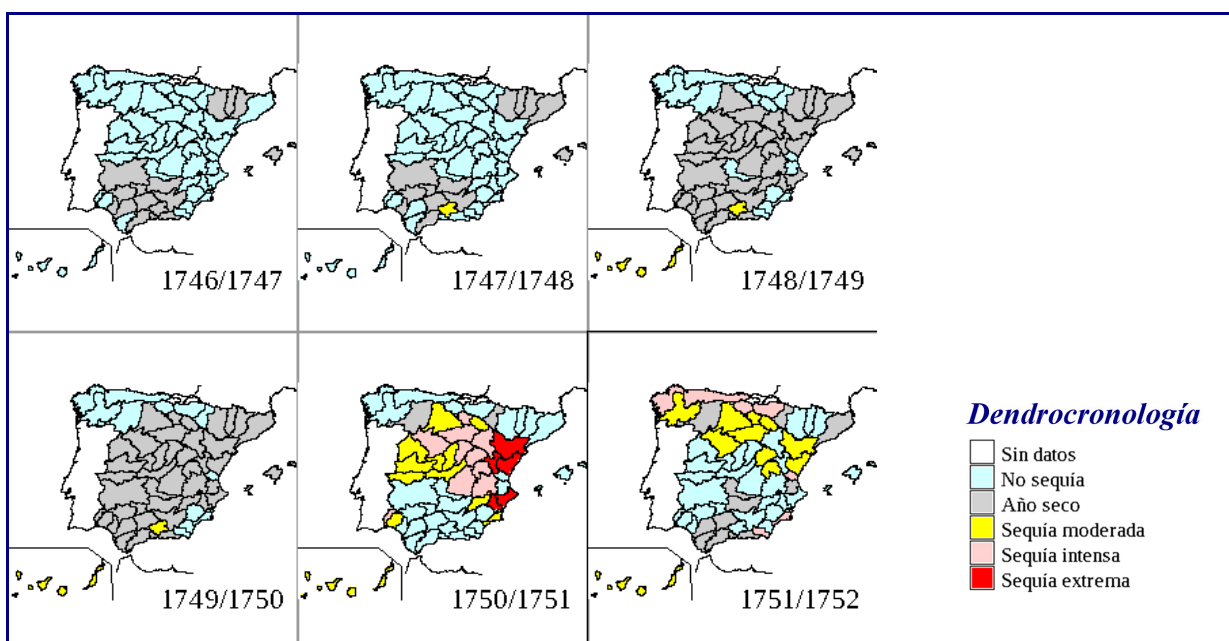 1746/1747
1747/1748
1748/1749
1749/1750
1750/1751
1751/1752
Dendrocronología
Sin datos
No sequía
Año seco
Sequía moderada
Sequía intensa
Sequía extrema